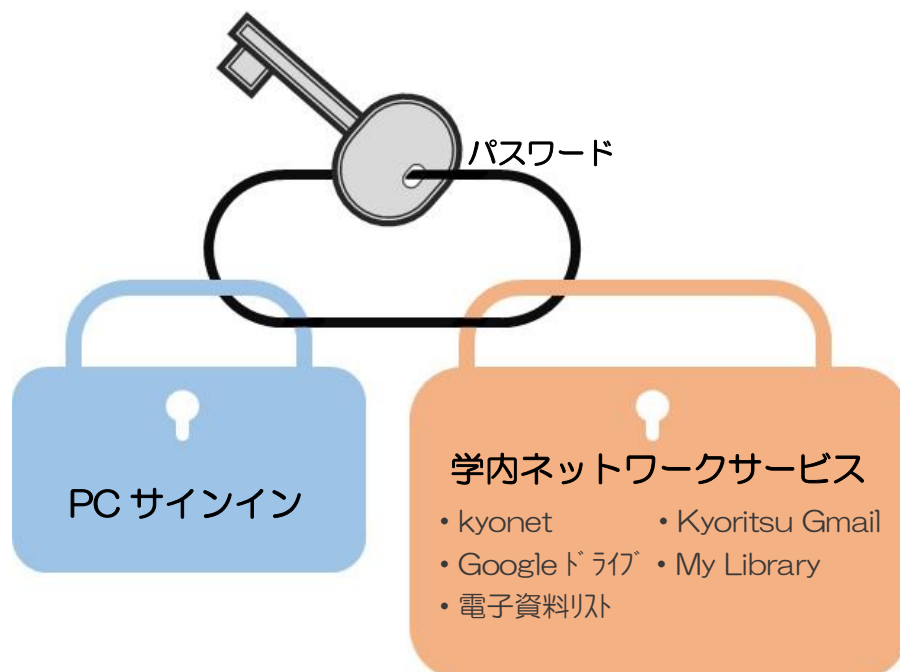 パスワード
PC サインイン
学内ネットワークサービス
・kyonet ・Kyoritsu Gmail
・Googleﾄﾞﾗｲﾌﾞ ・My Library
・電子資料ﾘｽﾄ